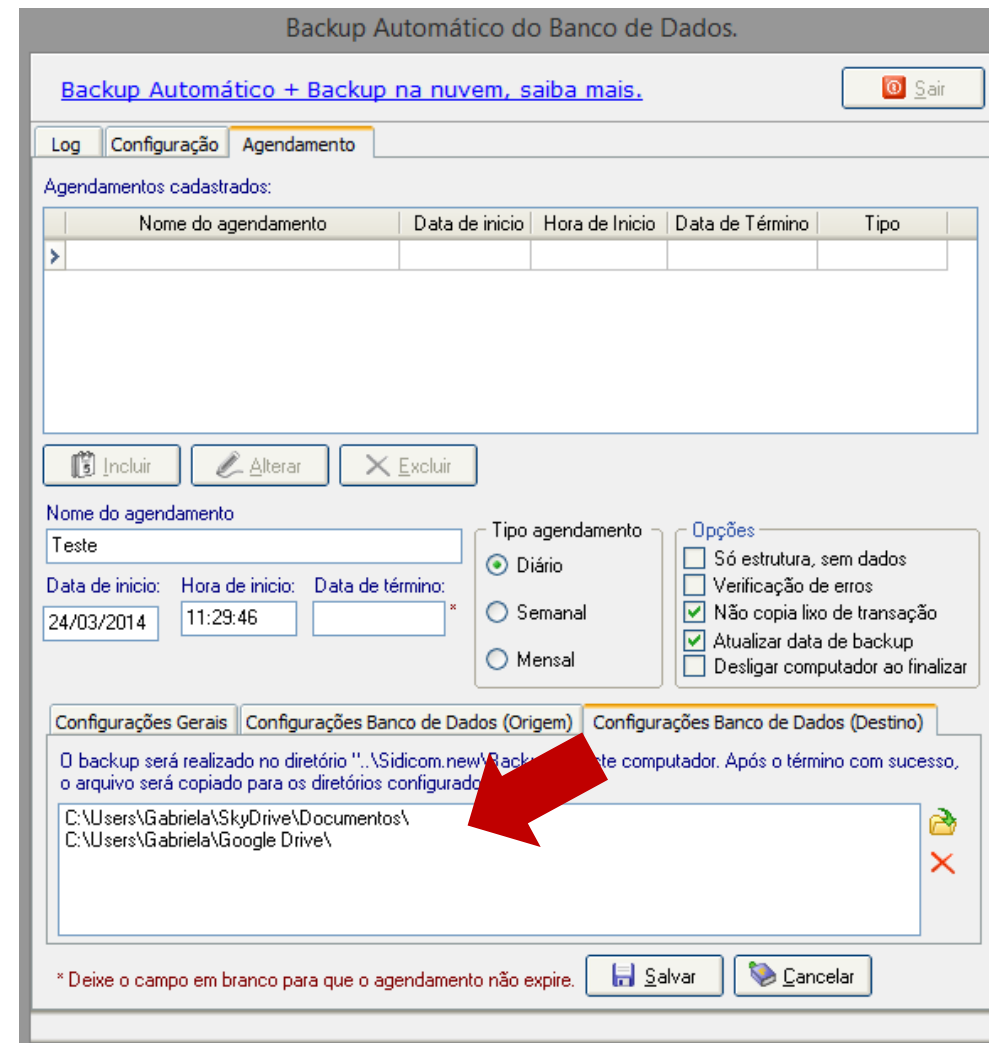 Backup Automático do Banco de Dados.
Backup Automático + Backup na nuvem, saiba mais.
Sair
Log Configuração Agendamento
Agendamentos cadastrados:
Nome do agendamento Data de inicio Hora de Inicio Data de Término Tipo
Incluir Alterar Excluir
Nome do agendamento
Teste
Data de inicio: Hora de inicio: Data de término:
24/03/2014 11:29:46 *
Tipo agendamento
Diário
Semanal
Mensal
Opções
Só estrutura, sem dados
Verificação de erros
Não copia lixo de transação
Atualizar data de backup
Desligar computador ao finalizar
Configurações Gerais Configurações Banco de Dados (Origem) Configurações Banco de Dados (Destino)
O backup será realizado no diretório "..\Sidicom.new\Back computador. Após o término com sucesso,
o arquivo será copiado para os diretórios
C:\Users\Gabriela\SkyDrive\Documentos\
C:\Users\Gabriela\Google Drive\
* Deixe o campo em branco para que o agendamento não expire.
Salvar Cancelar